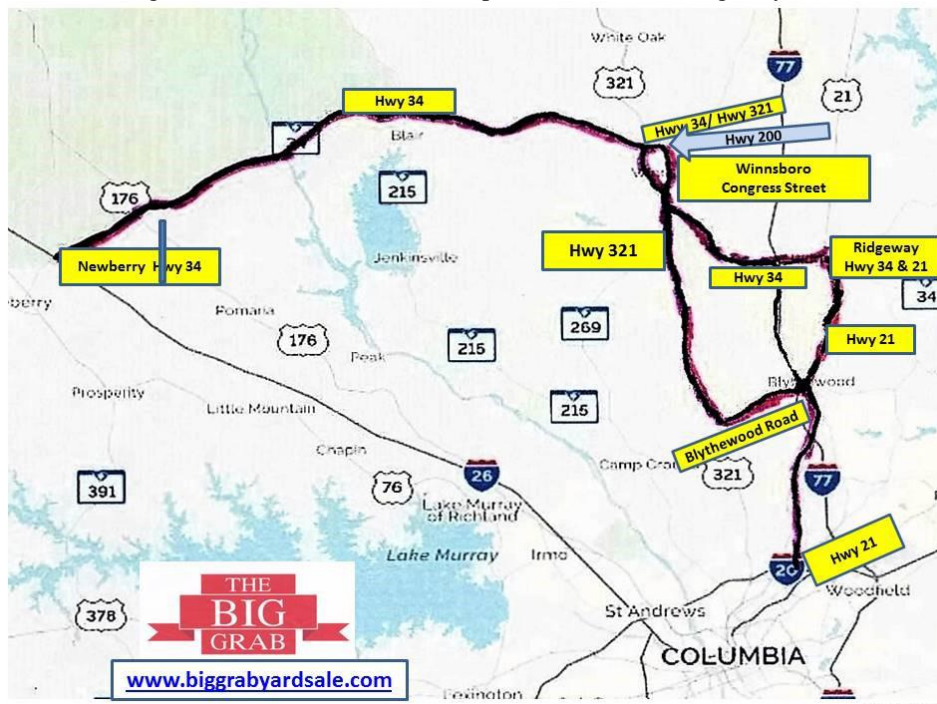 White Oak
321
77
21
Hwy 34
Hwy 34/ Hwy 321
Hwy 200
Blair
Winnsboro
Congress Street
215
176
Newberry Hwy 34
Jenkinsville
Hwy 321
Ridgeway
Hwy 34 & 21
Hwy 34
34
berry
Pomaria
176
Peak
215
269
Hwy 21
Prosperity
Little Mountain
215
Blythewood Road
Chapin
Camp
321
77
391
76
26
Lake Murray
of Richland
Lake Murray
Irmo
20
Hwy 21
Woodfield
THE
BIG
GRAB
378
St Andrews
COLUMBIA
www.biggrabyardsale.com
Lexington